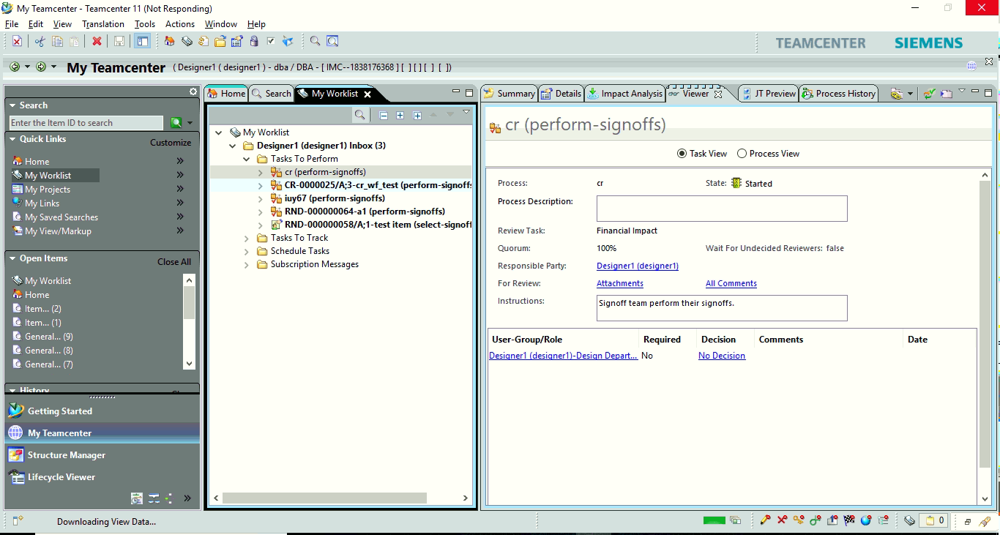 My Teamcenter - Teamcenter 11 (Not Responding)
File Edit View Translation Tools Actions Window Help
TEAMCENTER SIEMENS
My Teamcenter ( Designer1 ( designer1 ) - dba / DBA - [ IMC--1838176368 ] [ ] [ ] [ ] [ ])
Search
Enter the Item ID to search
Quick Links Customize
Home
My Worklist
My Projects
My Links
My Saved Searches
My View/Markup
Open Items Close All
My Worklist
Home
Item... (2)
Item... (1)
General... (9)
General... (8)
General... (7)
History
Getting Started
My Teamcenter
Structure Manager
Lifecycle Viewer
Home Search My Worklist
My Worklist
Designer1 (designer1) Inbox (3)
Tasks To Perform
cr (perform-signoffs)
CR-0000025/A;3-cr_wf_test (perform-signoffs
iuy67 (perform-signoffs)
RND-000000064-a1 (perform-signoffs)
RND-000000058/A;1-test item (select-signoff
Tasks To Track
Schedule Tasks
Subscription Messages
Summary Details Impact Analysis Viewer JT Preview Process History
cr (perform-signoffs)
Task View Process View
Process: cr State: Started
Process Description:
Review Task: Financial Impact
Quorum: 100% Wait For Undecided Reviewers: false
Responsible Party: Designer1 (designer1)
For Review: Attachments All Comments
Instructions: Signoff team perform their signoffs.
User-Group/Role Required Decision Comments Date
Designer1 (designer1)-Design Depart... No No Decision
Downloading View Data... 0